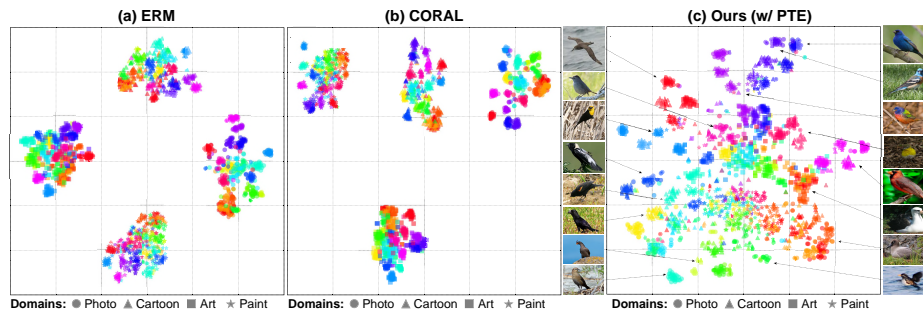 (a) ERM
(b) CORAL
(c) Ours (w/ PTE)
Domains: Photo Cartoon Art Paint
Domains: Photo Cartoon Art Paint
Domains: Photo Cartoon Art Paint